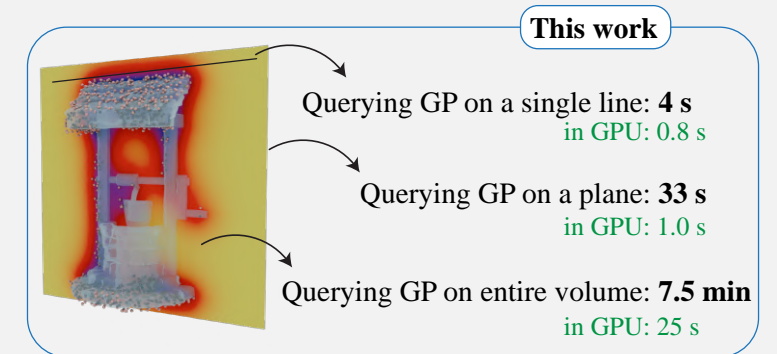 This work
Querying GP on a single line: 4 s
in GPU: 0.8 s
Querying GP on a plane: 33 s
in GPU: 1.0 s
Querying GP on entire volume: 7.5 min
in GPU: 25 s